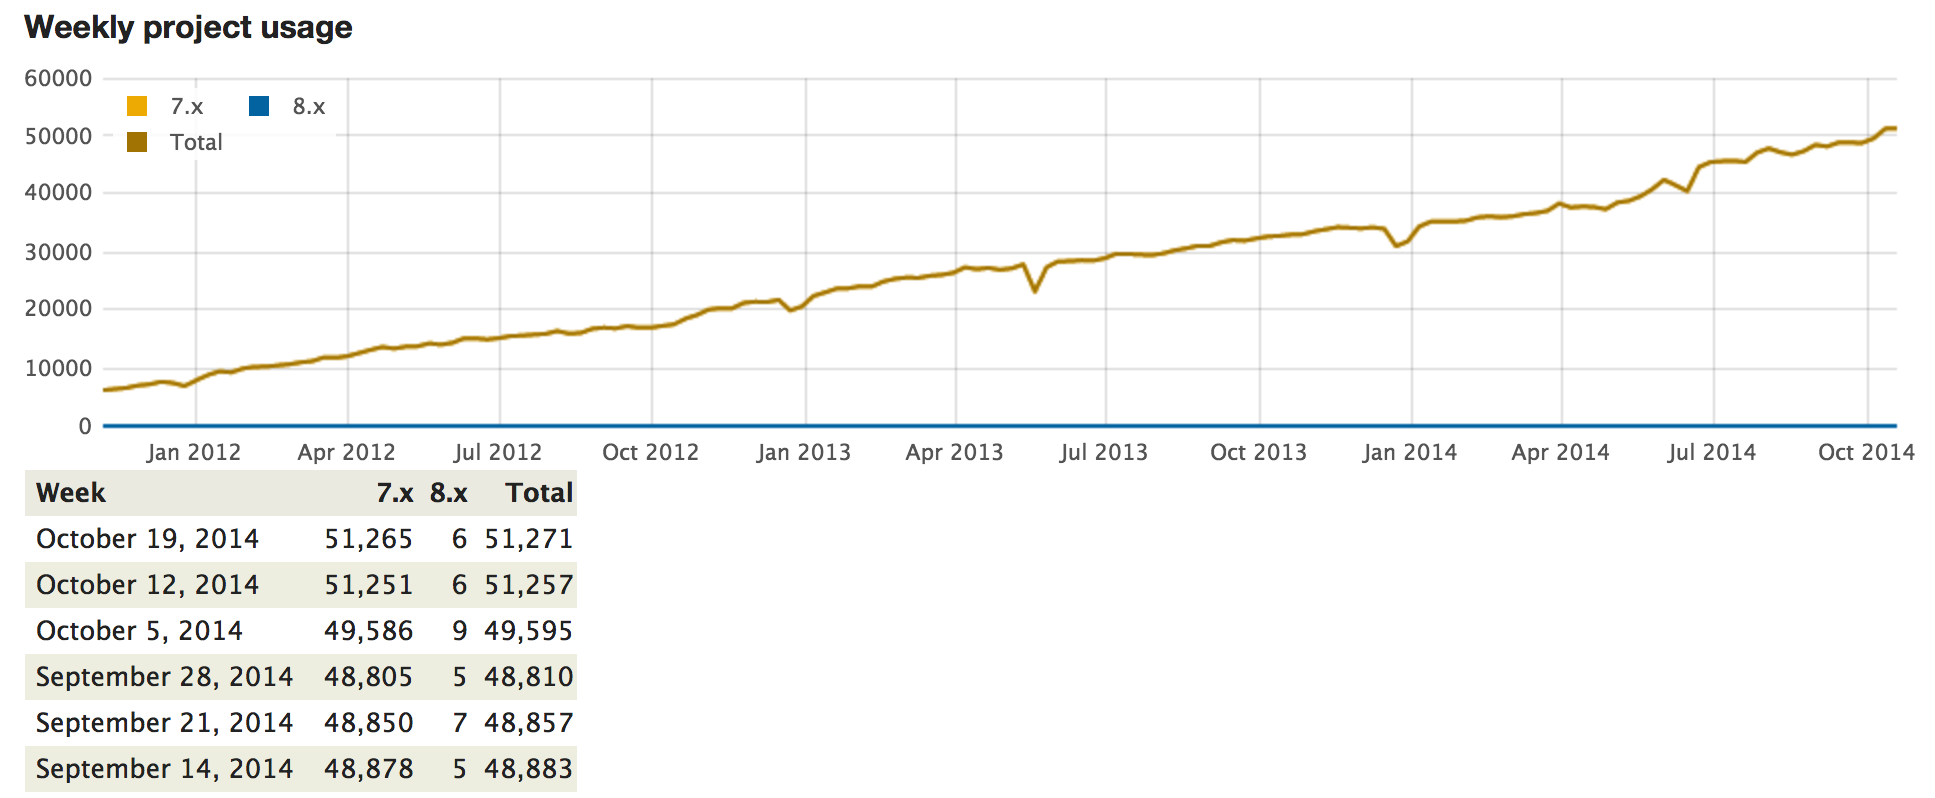 Weekly project usage
60000
7.x 8.x
50000
Total
40000
30000
20000
10000
0
Jan 2012 Apr 2012 Jul 2012 Oct 2012 Jan 2013 Apr 2013 Jul 2013 Oct 2013 Jan 2014 Apr 2014 Jul 2014 Oct 2014
Week 7.x 8.x Total
October 19, 2014 51,265 6 51,271
October 12, 2014 51,251 6 51,257
October 5, 2014 49,586 9 49,595
September 28, 2014 48,805 5 48,810
September 21, 2014 48,850 7 48,857
September 14, 2014 48,878 5 48,883